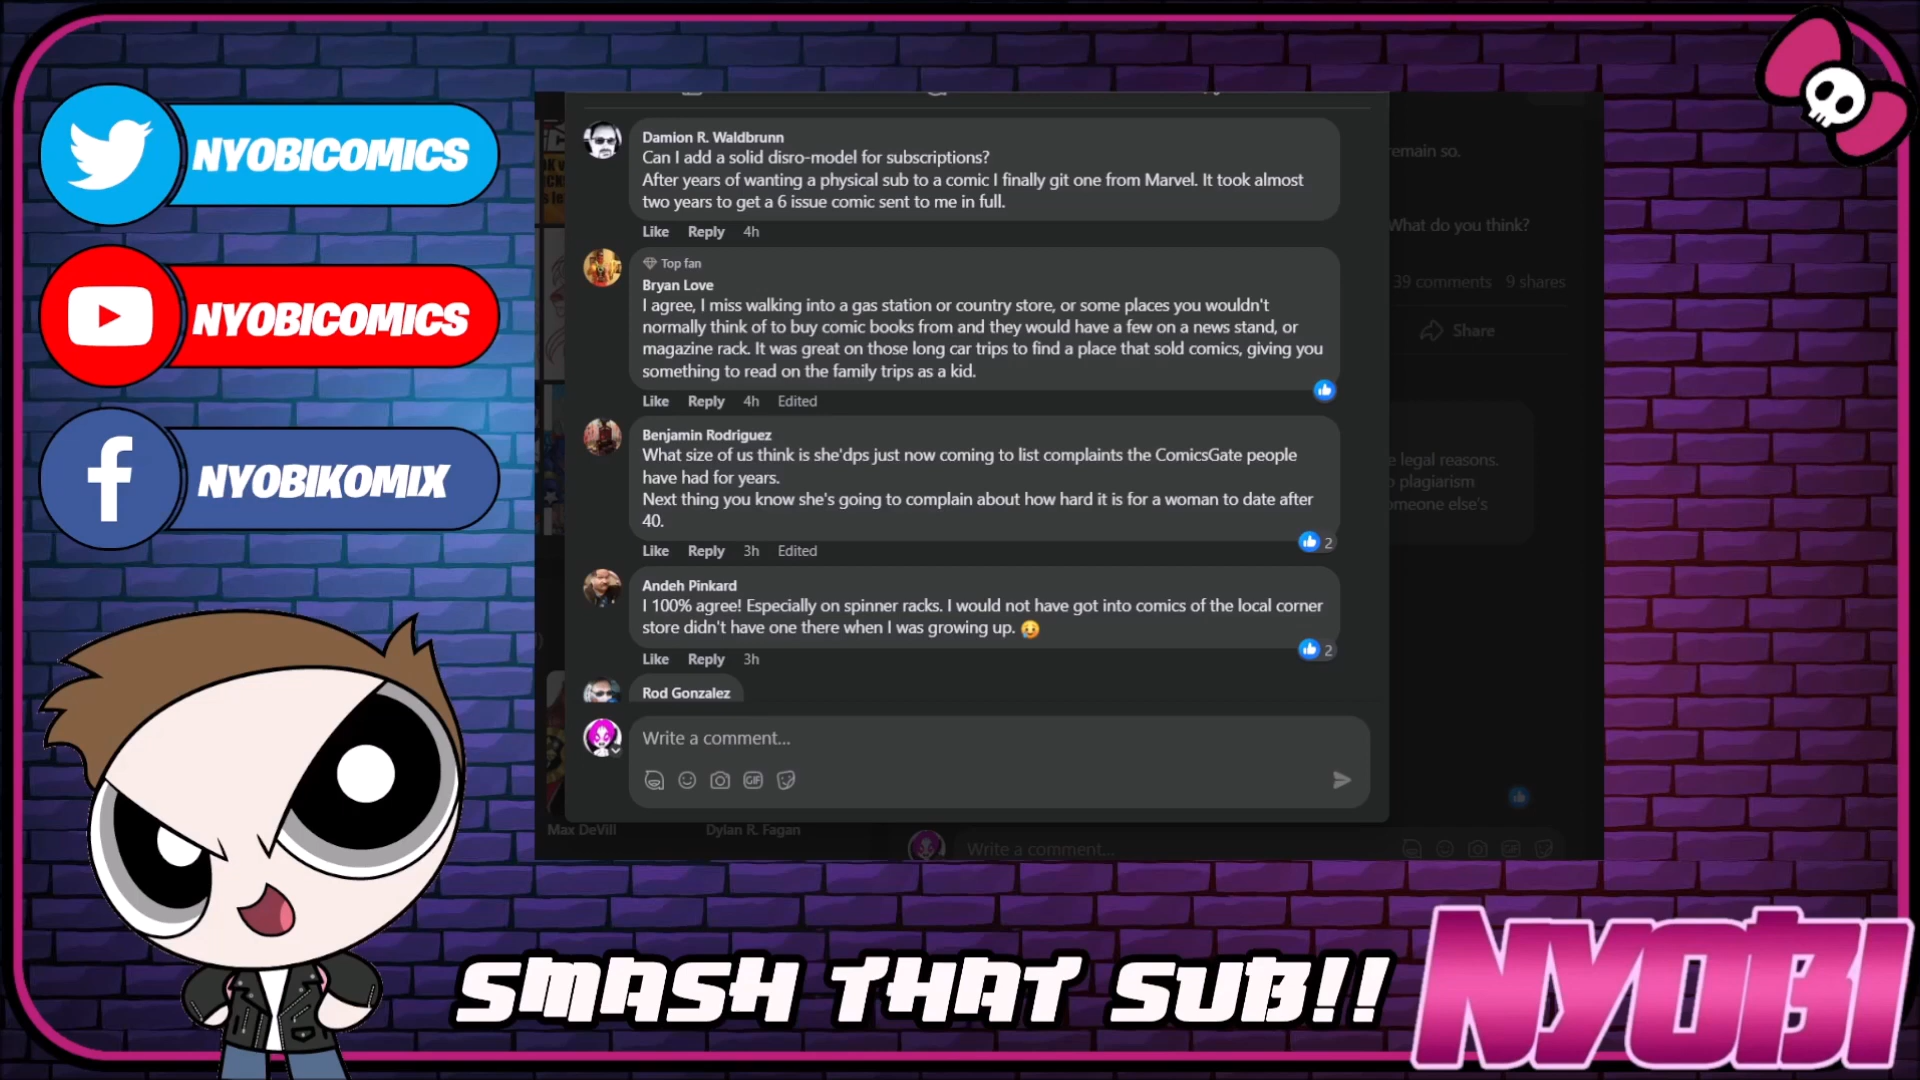 NYOBICOMICS
NYOBICOMICS
NYOBIKOMIX
Damion R. Waldbrunn
Can I add a solid disro-model for subscriptions?
After years of wanting a physical sub to a comic I finally git one from Marvel. It took almost
two years to get a 6 issue comic sent to me in full.
Like Reply 4h
Top fan
Bryan Love
I agree, I miss walking into a gas station or country store, or some places you wouldn't
normally think of to buy comic books from and they would have a few on a news stand, or
magazine rack. It was great on those long car trips to find a place that sold comics, giving you
something to read on the family trips as a kid.
Like Reply 4h Edited
Benjamin Rodriguez
What size of us think is she'dps just now coming to list complaints the ComicsGate people
have had for years.
Next thing you know she's going to complain about how hard it is for a woman to date after
40.
Like Reply 3h Edited
2
Andeh Pinkard
I 100% agree! Especially on spinner racks. I would not have got into comics of the local corner
store didn't have one there when I was growing up.
Like Reply 3h
2
Rod Gonzalez
Write a comment...
GIF
remain so.
What do you think?
39 comments 9 shares
Share
e legal reasons.
plagiarism
omeone else's
Max DeVill
Dylan R. Fagan
Write a comment...
SMASH THAT SUB!!
NYOBI